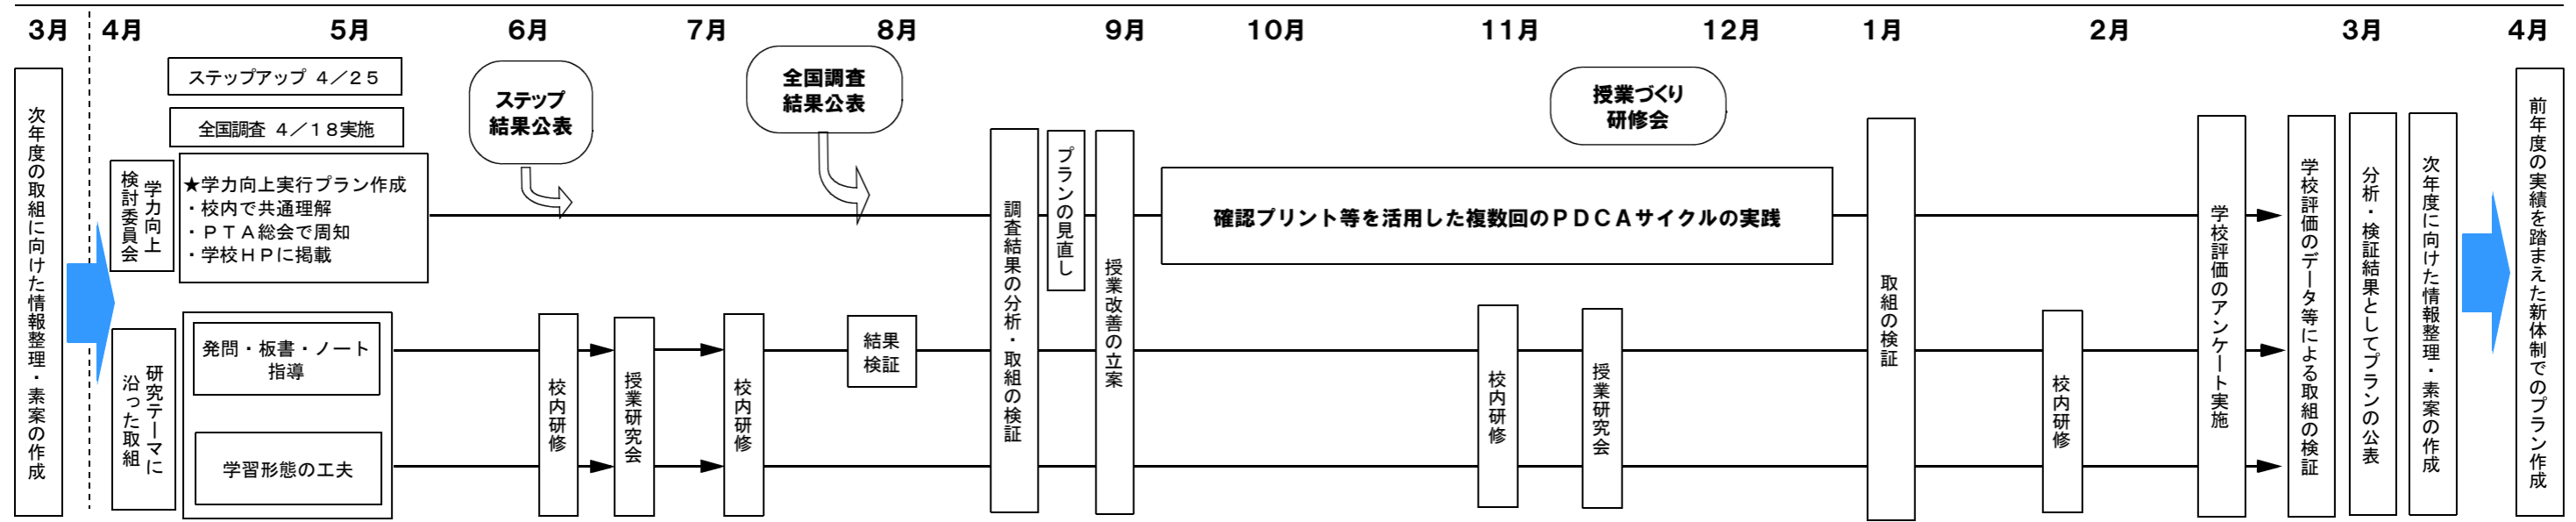 3月
4月
5月
6月
7月
8月
9月
10月
11月
12月
1月
2月
3月
4月
次年度の取組に向けた情報整理・素案の作成
ステップアップ ４／２５
全国調査 ４／１８実施
学力向上
検討委員会
★学力向上実行プラン作成
・校内で共通理解
・ＰＴＡ総会で周知
・学校ＨＰに掲載
研究テーマに
沿った取組
発問・板書・ノート
指導
学習形態の工夫
ステップ
結果公表
校内研修
授業研究会
校内研修
全国調査
結果公表
結果
検証
調査結果の分析・取組の検証
プランの見直し
授業改善の立案
確認プリント等を活用した複数回のＰＤＣＡサイクルの実践
授業づくり
研修会
校内研修
授業研究会
取組の検証
校内研修
学校評価のアンケート実施
学校評価のデータ等による取組の検証
分析・検証結果としてプランの公表
次年度に向けた情報整理・素案の作成
前年度の実績を踏まえた新体制でのプラン作成